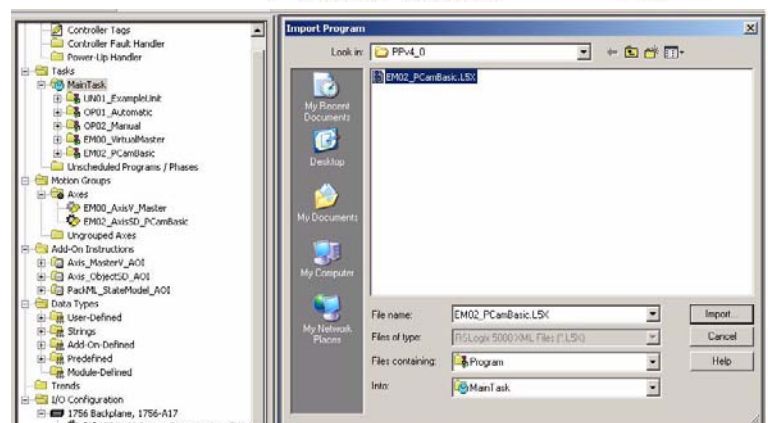 Controller Tags
Controller Fault Handler
Power-Up Handler
Tasks
MainTask
UN01_ExampleUnit
OP01_Automatic
OP02_Manual
EM00_VirtualMaster
EM02_PCamBasic
Unscheduled Programs / Phases
Motion Groups
Axes
EM00_AxisV_Master
EM02_AxisSD_PCamBasic
Ungrouped Axes
Add-On Instructions
Axis_MasterV_AOI
Axis_ObjectSD_AOI
PackML_StateModel_AOI
Data Types
User-Defined
Strings
Add-On-Defined
Predefined
Module-Defined
Trends
I/O Configuration
1756 Backplane, 1756-A17
Import Program
Look in: PPv4_0
EM02_PCamBasic.L5X
My Recent
Documents
Desktop
My Documents
My Computer
My Network
Places
File name: EM02_PCamBasic.L5X Import...
Files of type: RSLogix 5000 XML Files (*.L5X) Cancel
Files containing: Program Help
Into: MainTask